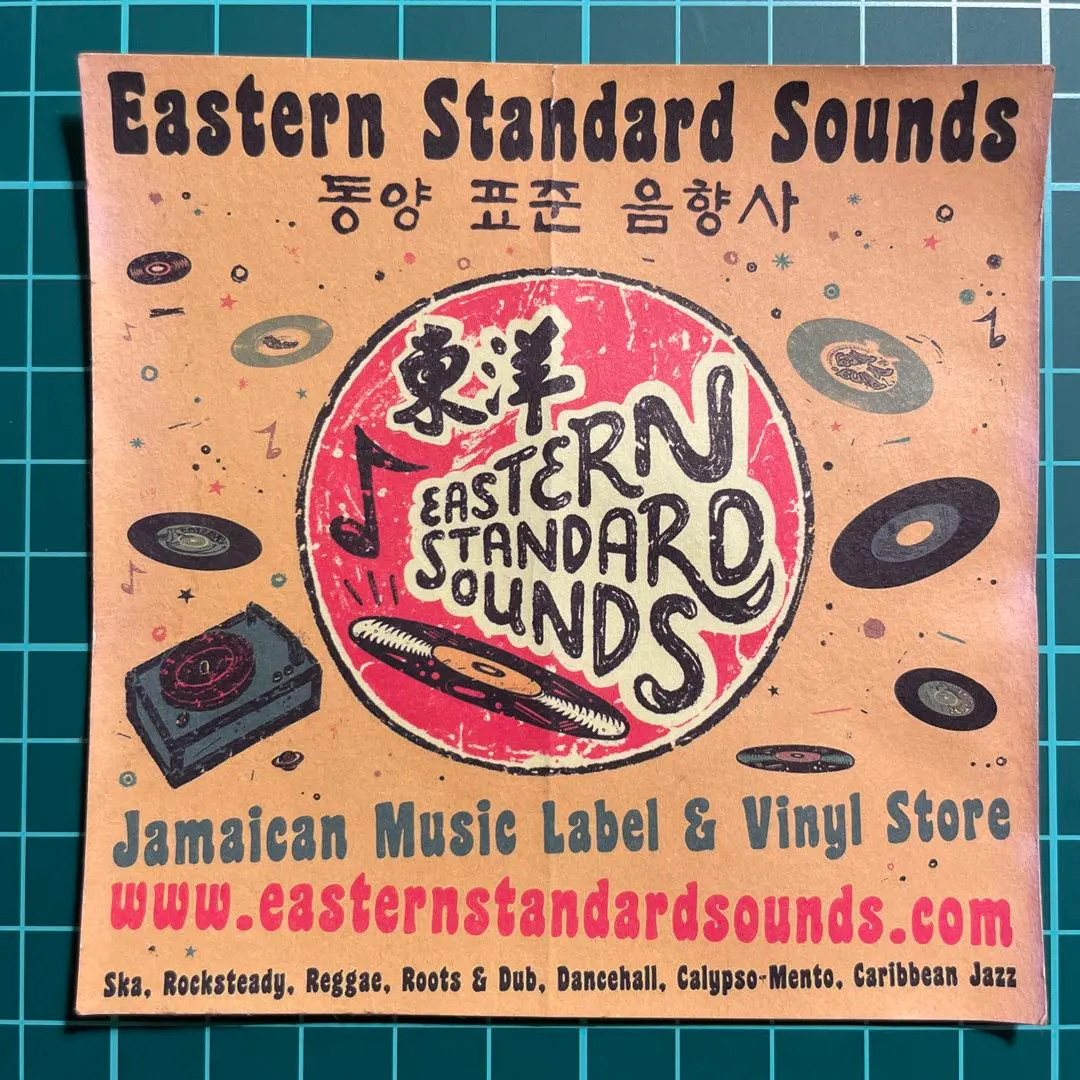 Eastern Standard Sounds
동양 표준 음향사
東洋
EASTERN
STANDARD
SOUNDS
Jamaican Music Label & Vinyl Store
www.easternstandardsounds.com
Ska, Rocksteady, Reggae, Roots & Dub, Dancehall, Calypso-Mento, Caribbean Jazz